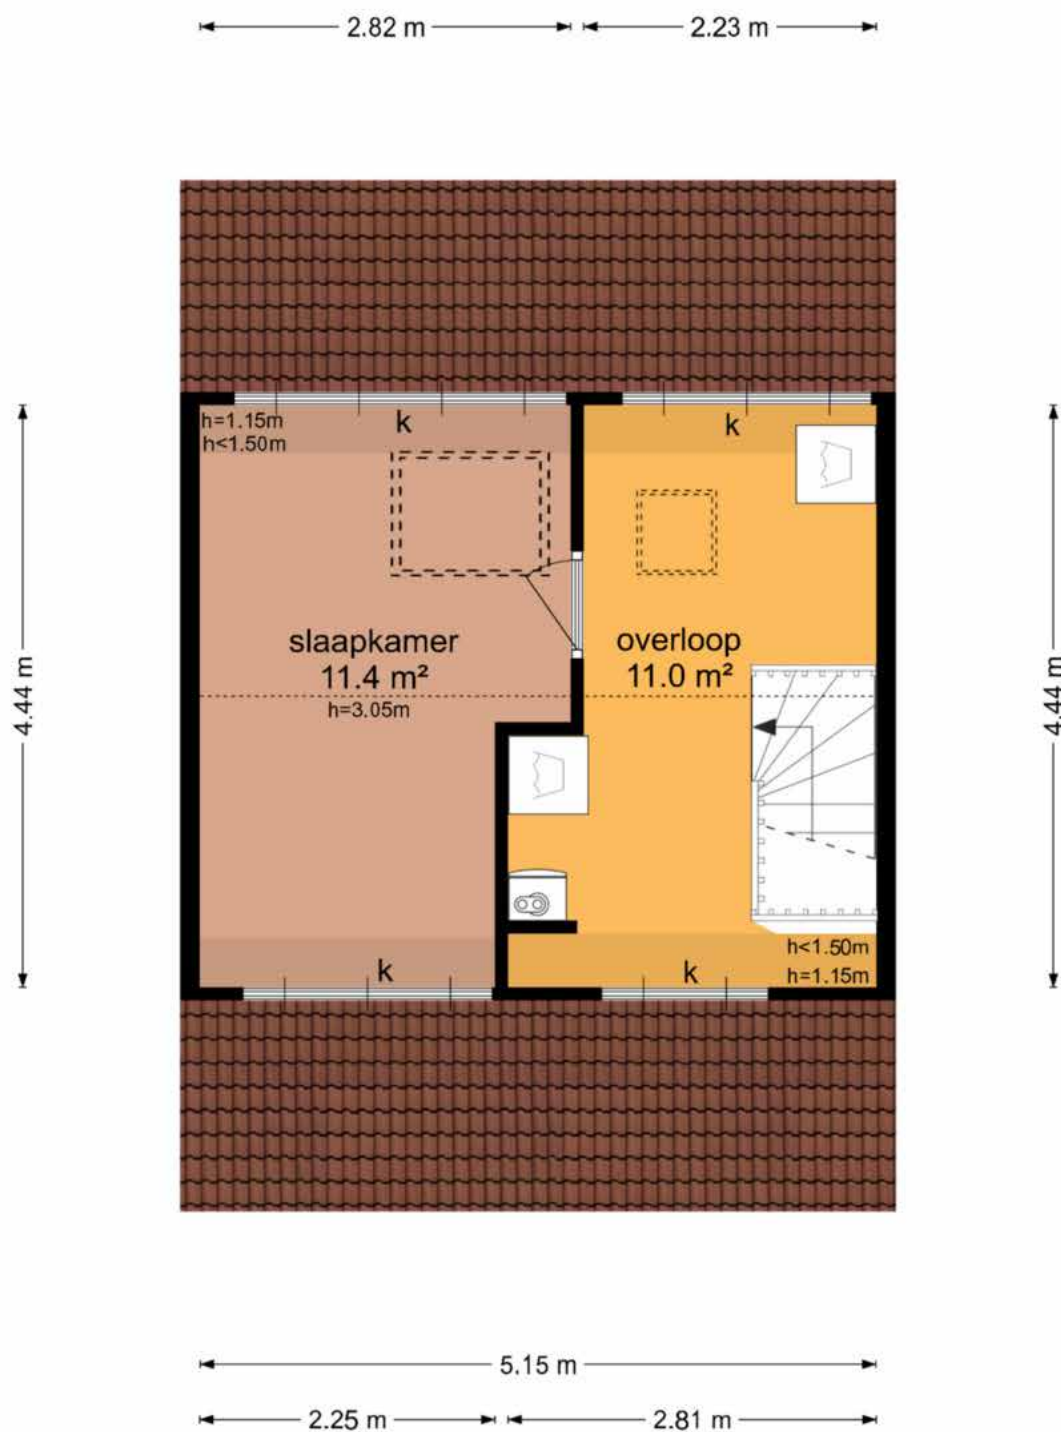 2.82 m
2.23 m
h=1.15m
h<1.50m
k
k
4.44 m
slaapkamer
11.4 m²
h=3.05m
overloop
11.0 m²
4.44 m
k
k
h<1.50m
h=1.15m
5.15 m
2.25 m
2.81 m